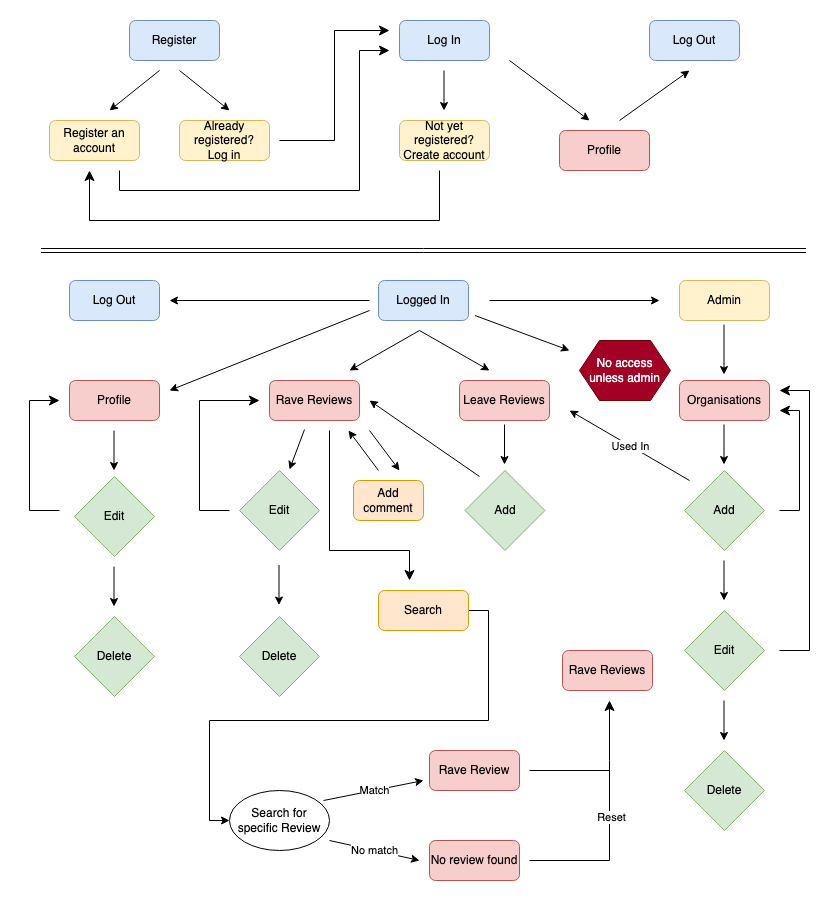 Register
Log In
Log Out
Register an
account
Already
registered?
Log in
Not yet
registered?
Create account
Profile
Log Out
Logged In
Admin
No access
unless admin
Profile
Rave Reviews
Leave Reviews
Organisations
Used In
Edit
Edit
Add
comment
Add
Add
Search
Delete
Delete
Edit
Rave Reviews
Rave Review
Match
Delete
Search for
specific Review
Reset
No match
No review found